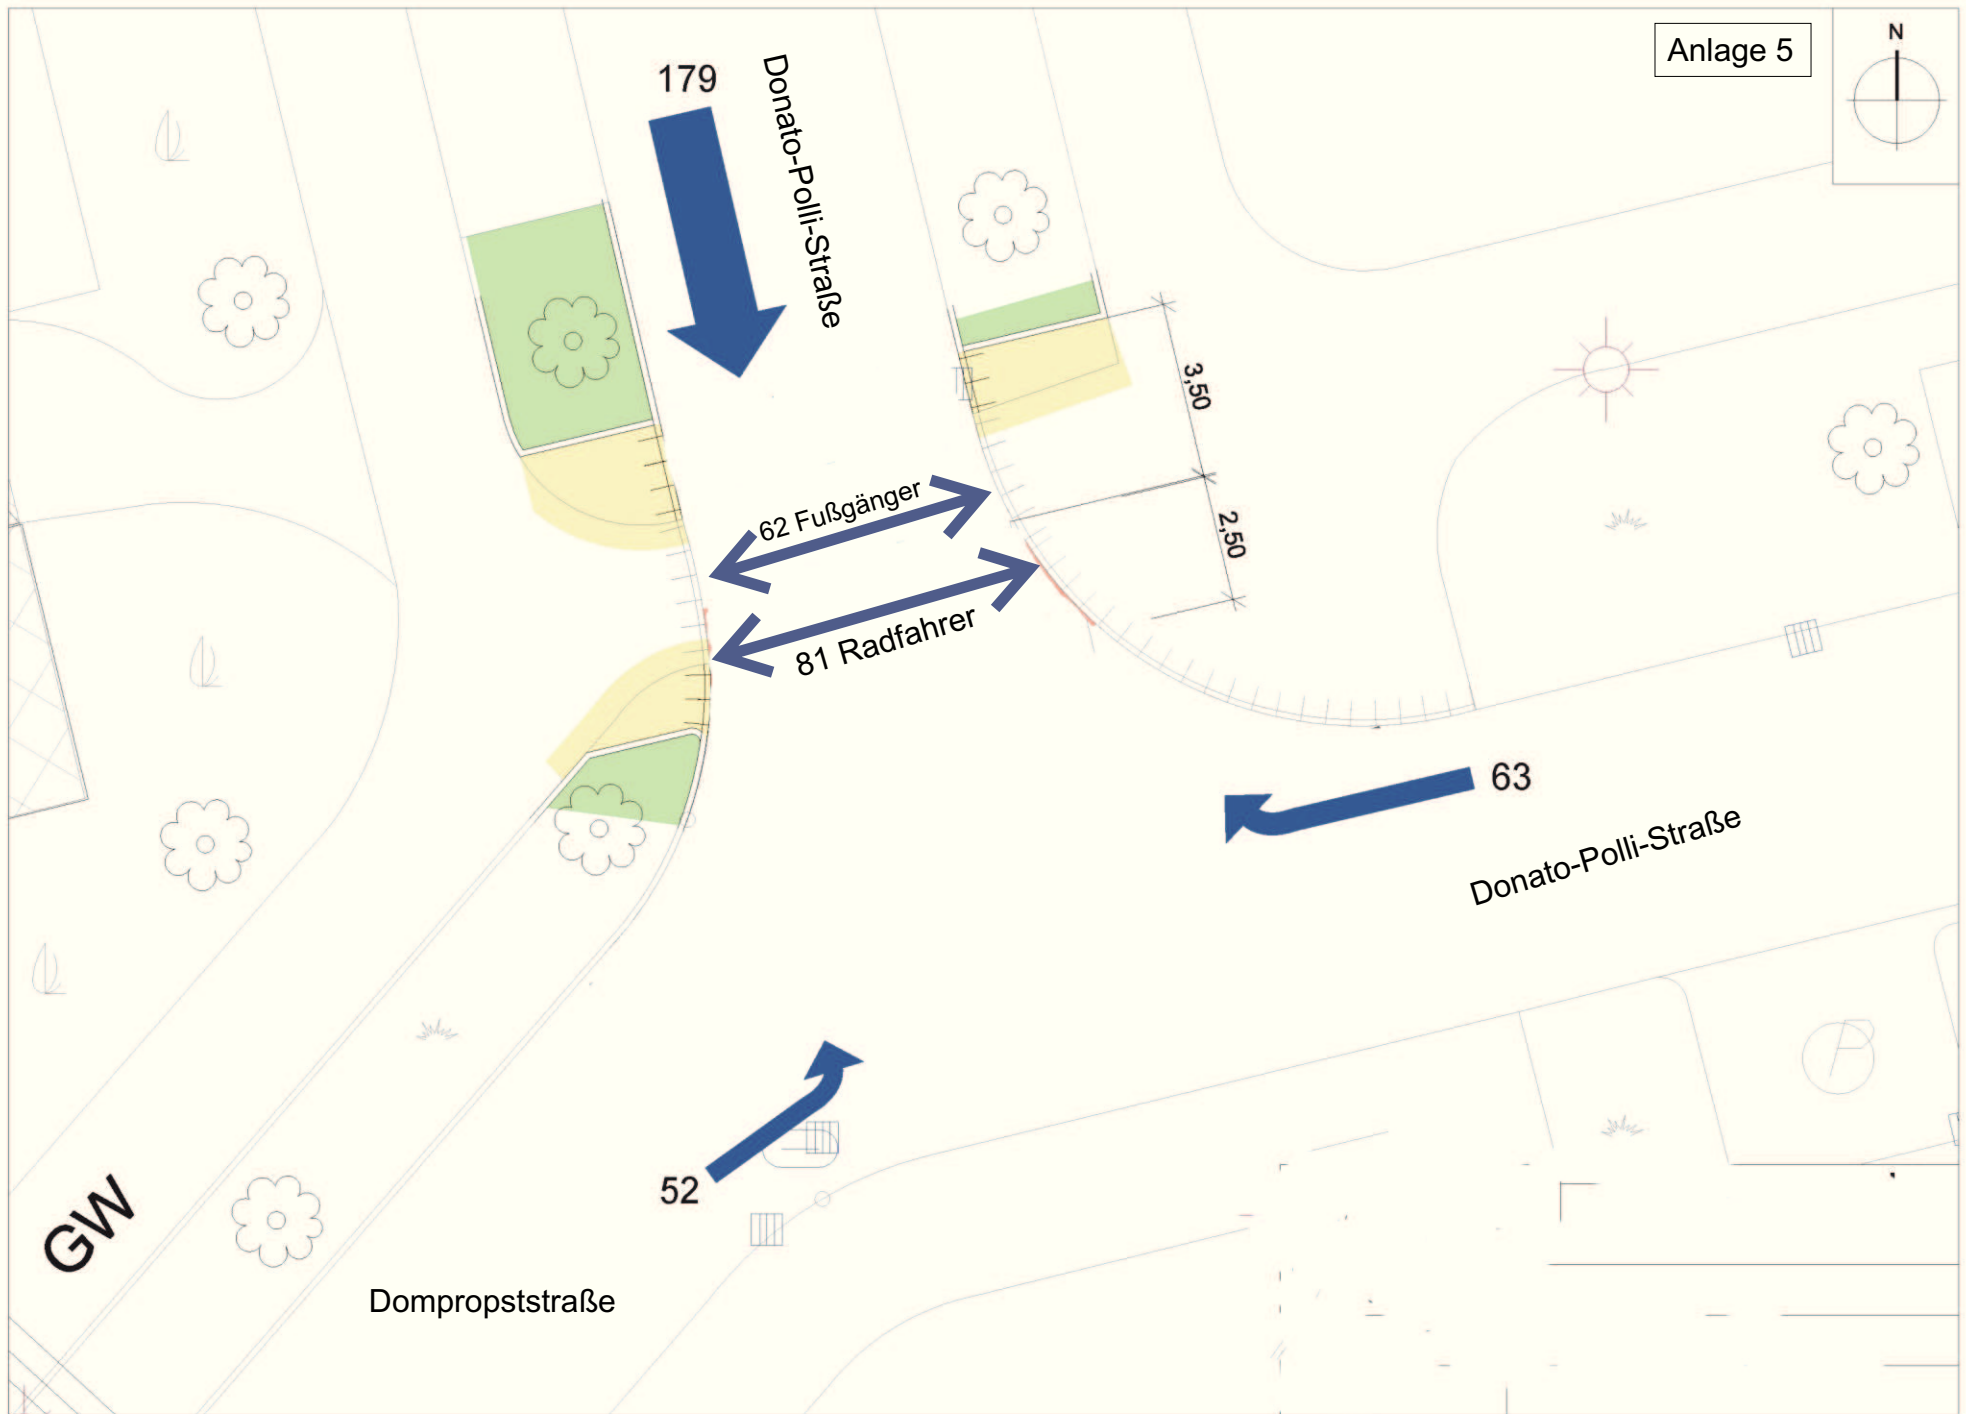 Anlage 5
N
179
Donato-Polli-Straße
3,50
62 Fußgänger
2,50
81 Radfahrer
63
Donato-Polli-Straße
52
GW
Dompropststraße